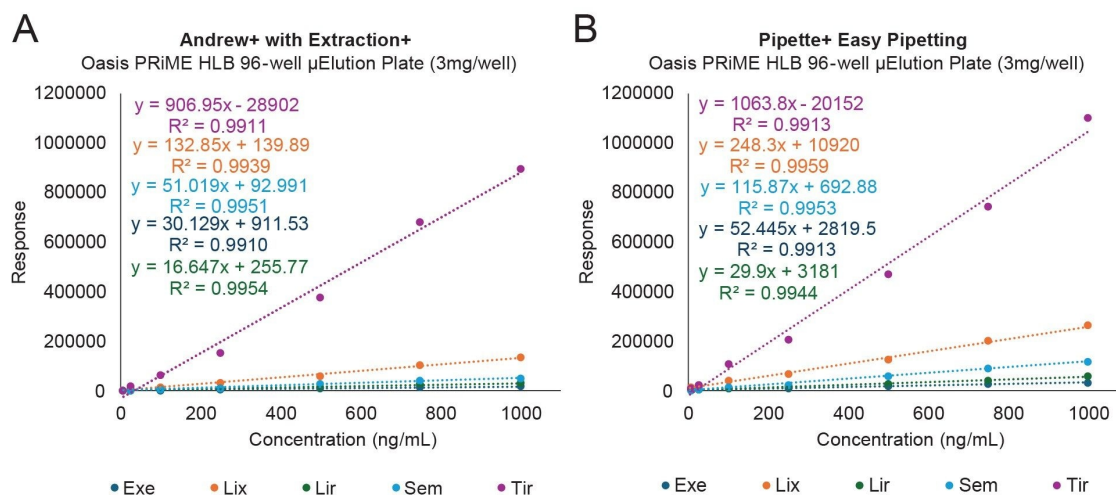 A
Andrew+ with Extraction+
Oasis PRiME HLB 96-well µElution Plate (3mg/well)
1200000
1000000
800000
600000
400000
200000
0
Response
y = 906.95x - 28902
R² = 0.9911
y = 132.85x + 139.89
R² = 0.9939
y = 51.019x + 92.991
R² = 0.9951
y = 30.129x + 911.53
R² = 0.9910
y = 16.647x + 255.77
R² = 0.9954
0 200 400 600 800 1000
Concentration (ng/mL)
Exe Lix Lir Sem Tir
B
Pipette+ Easy Pipetting
Oasis PRiME HLB 96-well µElution Plate (3mg/well)
1200000
1000000
800000
600000
400000
200000
0
Response
y = 1063.8x - 20152
R² = 0.9913
y = 248.3x + 10920
R² = 0.9959
y = 115.87x + 692.88
R² = 0.9953
y = 52.445x + 2819.5
R² = 0.9913
y = 29.9x + 3181
R² = 0.9944
0 200 400 600 800 1000
Concentration (ng/mL)
Exe Lix Lir Sem Tir